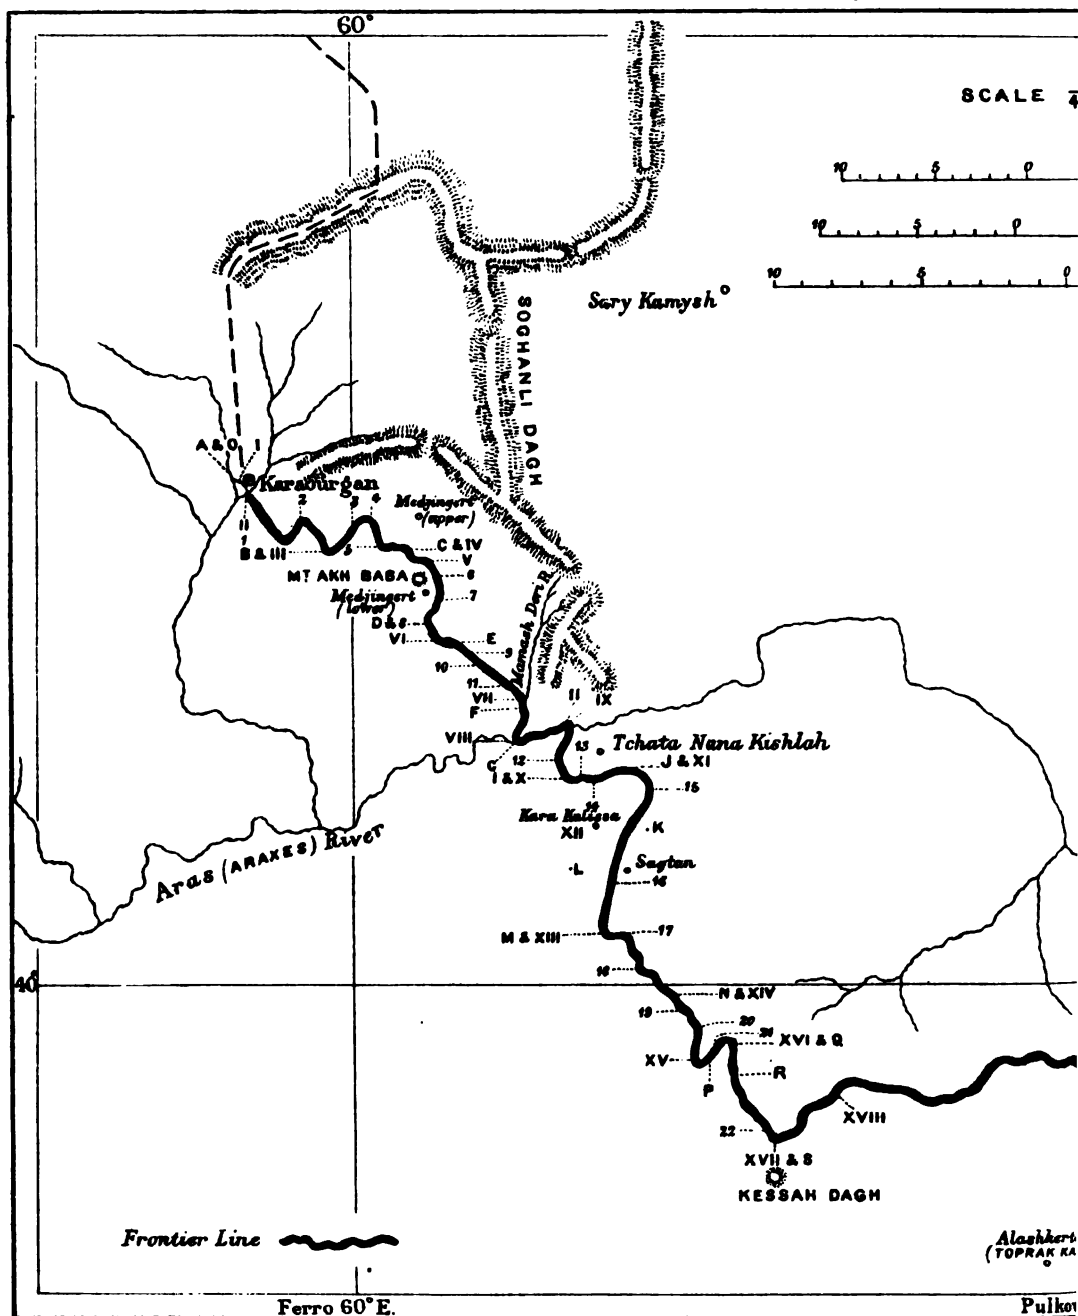 60°
SCALE
10 5 0
10 5 0
10 5 0
Sary Kamysh
SOGHANLI DAGH
A & O I
Karaourgan
2
3 4
Medjingert
(upper)
II
1
B & III
5
C & IV
V
MT AKH BABA
6
Medjingert
(lower)
7
Mamash Deri R.
D & 8
VI
E
9
10
11
VII
F
II IX
VIII
C
12
13
Tchata Nana Kishlah
I & X
J & XI
14
15
Kara Kalissa
XII
K
L
Sagtan
16
Aras (ARAXES) River
M & XIII
17
18
40°
N & XIV
19
20
21
XVI & Q
XV
P
R
XVIII
22
XVII & S
KESSAH DAGH
Frontier Line
Alashkert
(TOPRAK KA
Ferro 60° E.
Pulkov